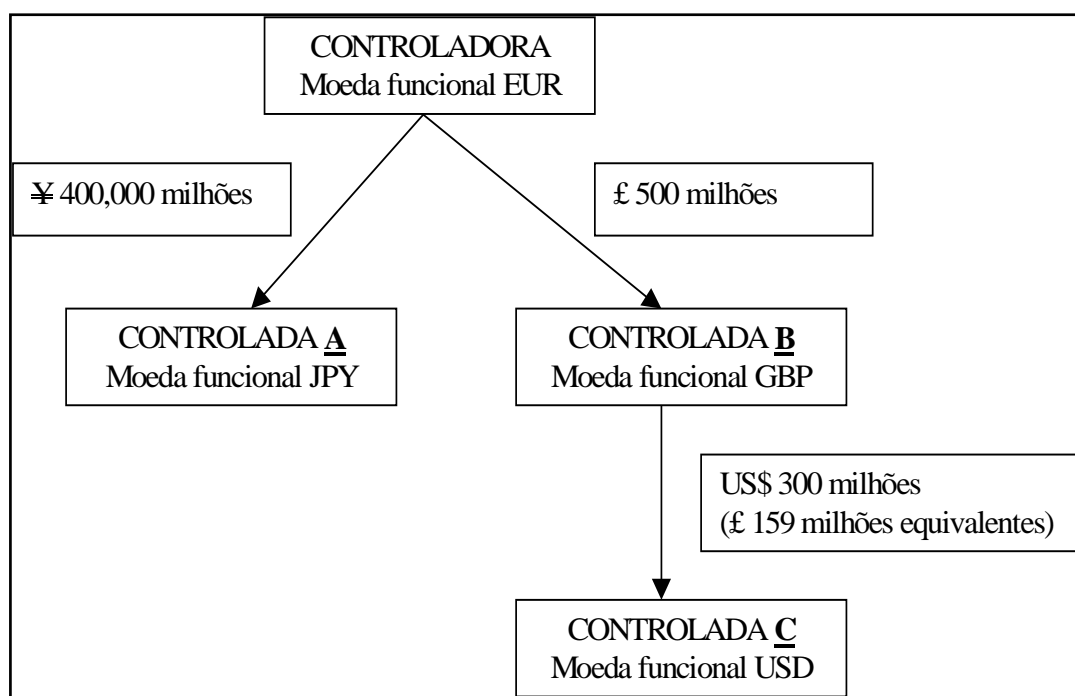 CONTROLADORA
Moeda funcional EUR
¥ 400,000 milhões
£ 500 milhões
CONTROLADA A
Moeda funcional JPY
CONTROLADA B
Moeda funcional GBP
US$ 300 milhões
(£ 159 milhões equivalentes)
CONTROLADA C
Moeda funcional USD